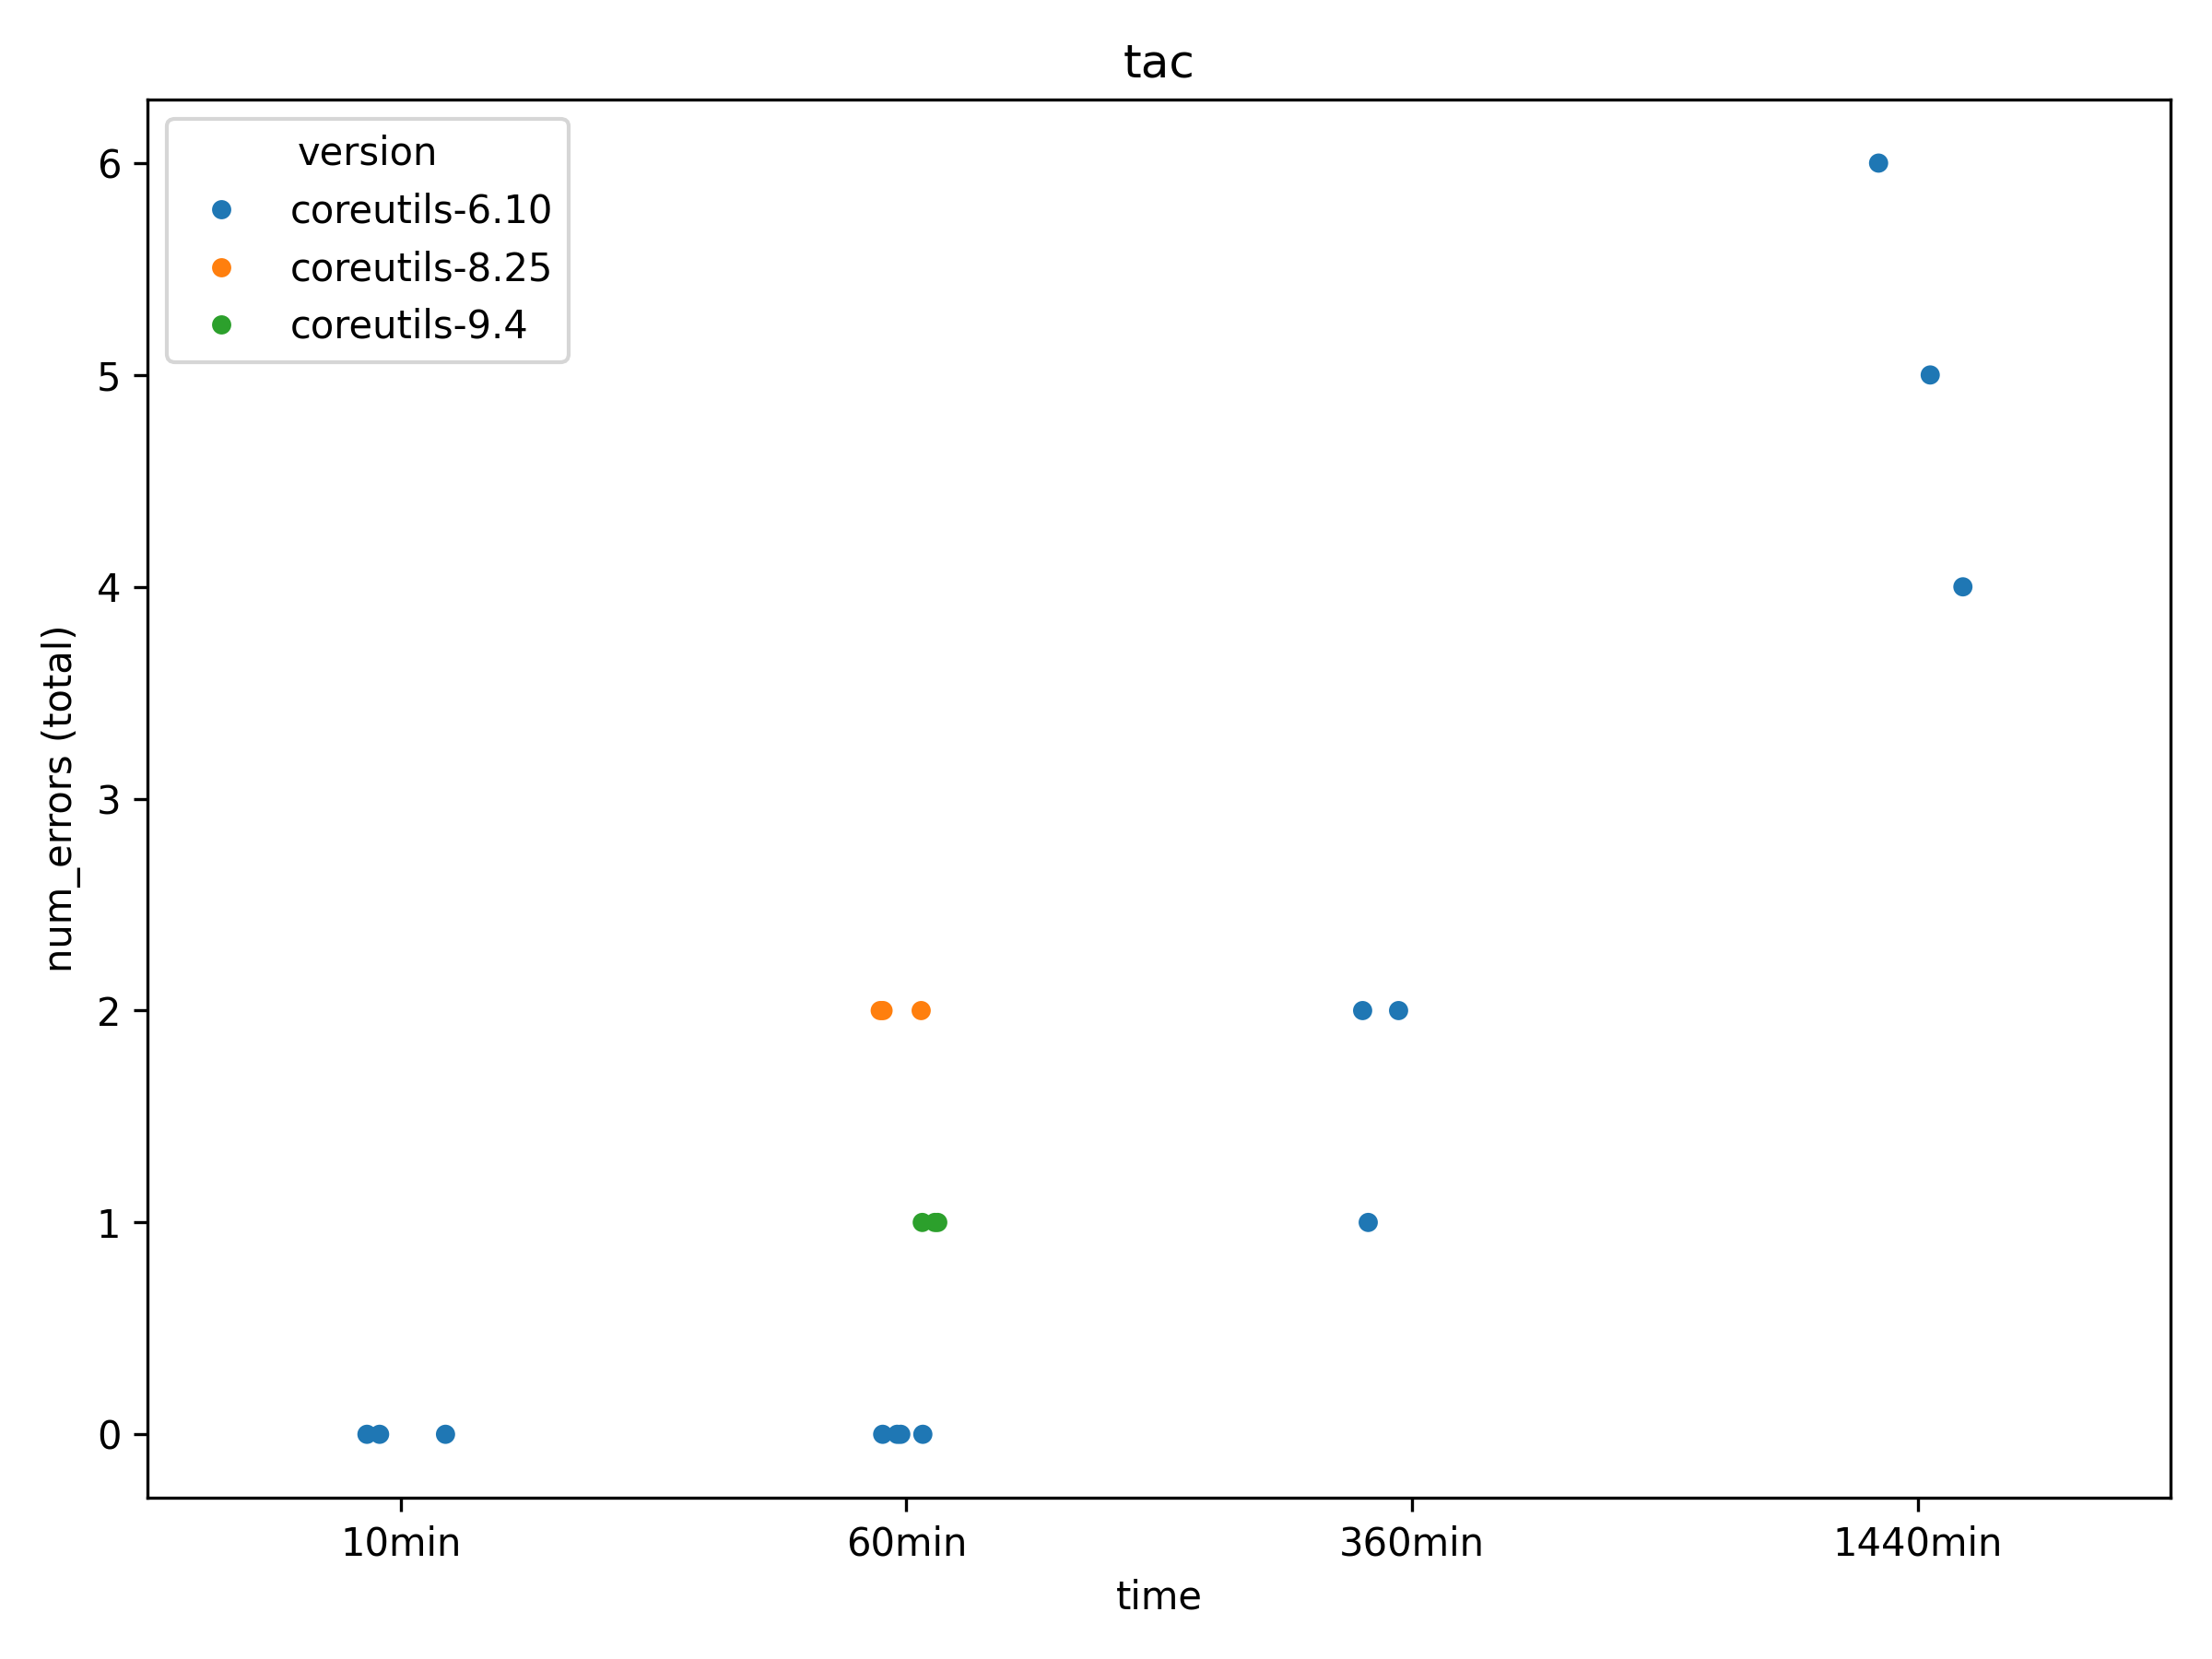 tac
version
coreutils-6.10
coreutils-8.25
coreutils-9.4
num_errors (total)
6
5
4
3
2
1
0
10min 60min 360min 1440min
time